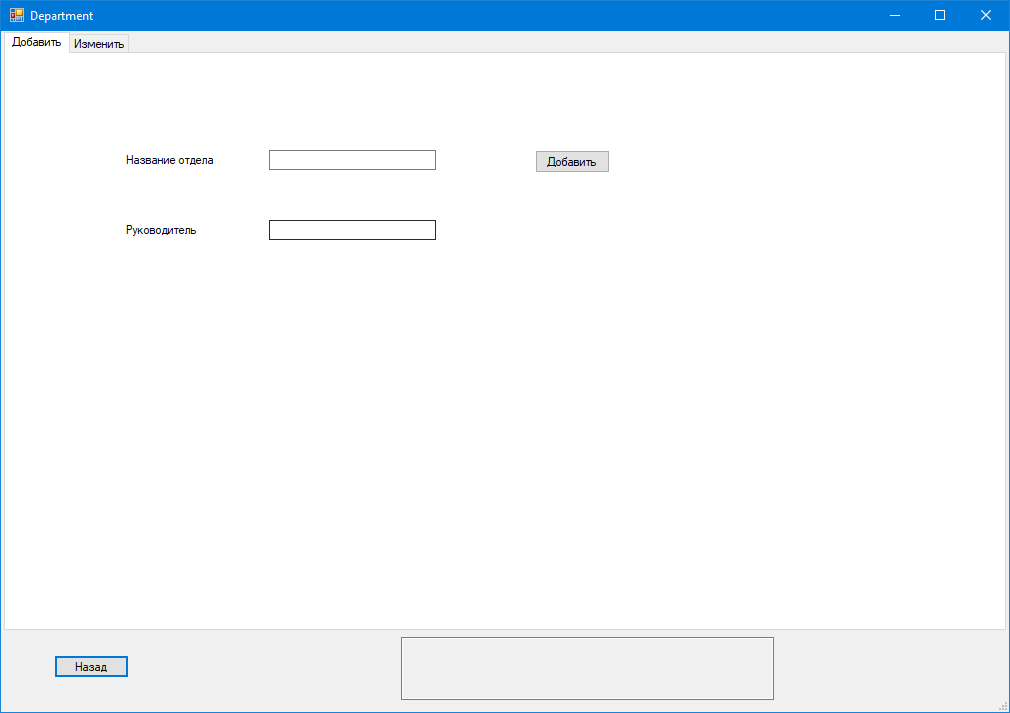 Department
Добавить Изменить
Название отдела Добавить
Руководитель
Назад